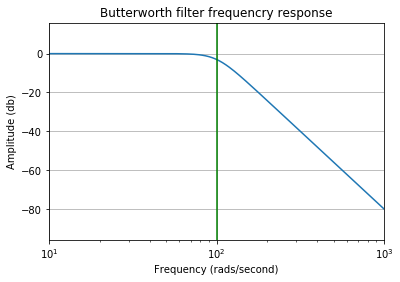 Butterworth filter frequencry response
0
−20
−40
−60
−80
Amplitude (db)
10¹ 10² 10³
Frequency (rads/second)